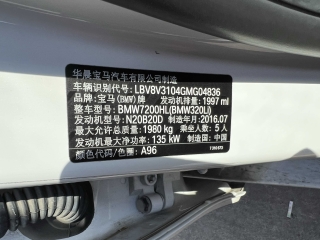 华晨宝马汽车有限公司制造
车辆识别代号: LBV8V3104GMG04836
品牌: 宝马(BMW)牌 发动机排量: 1997 ml
整车型号: BMW7200HL(BMW320Li)
发动机型号: N20B20D 制造年月: 2016.07
最大允许总质量: 1980 kg 乘坐人数: 5 人
发动机最大净功率: 135 kW 制造国: 中国
颜色代码/色圈: A96